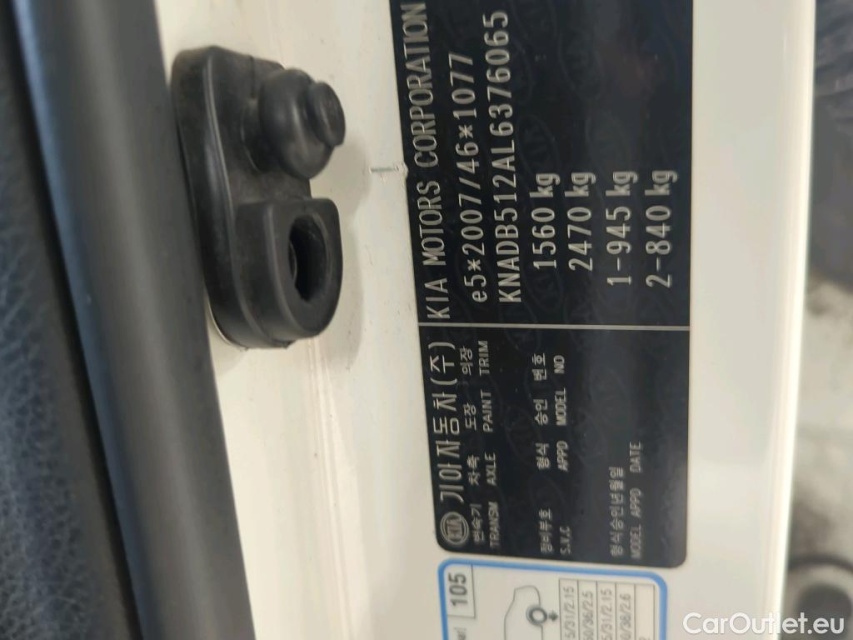 KIA MOTORS CORPORATION
e5*2007/46*1077
KNADB512AL6376065
1560 kg
2470 kg
1-945 kg
2-840 kg
KIA 기아자동차(주)
변속기 차축 도장 의장
TRANSM AXLE PAINT TRIM
장비부호 형식 승인 번호
S.V.C APPD MODEL NO
형식승인년월일
MODEL APPD DATE
105
CarOutlet.eu